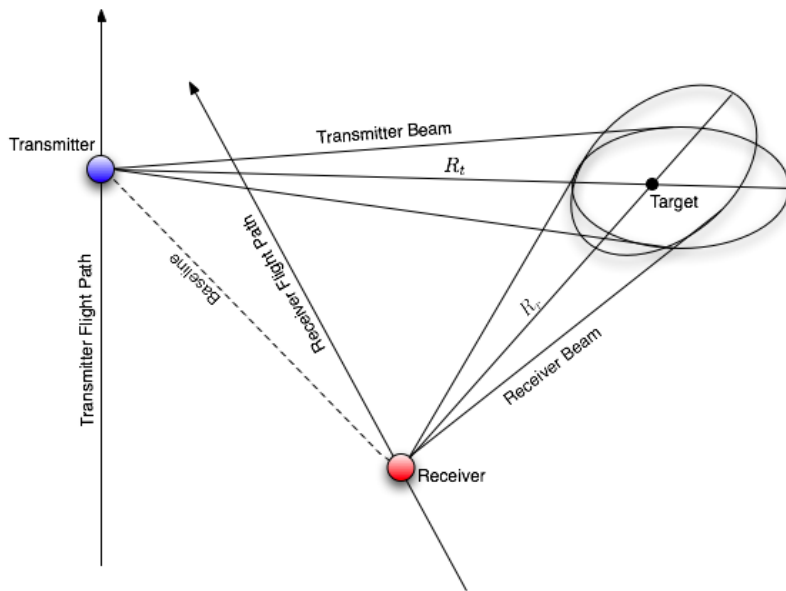 Transmitter
Transmitter Beam
R_t
Target
Transmitter Flight Path
Baseline
Receiver Flight Path
R_r
Receiver Beam
Receiver